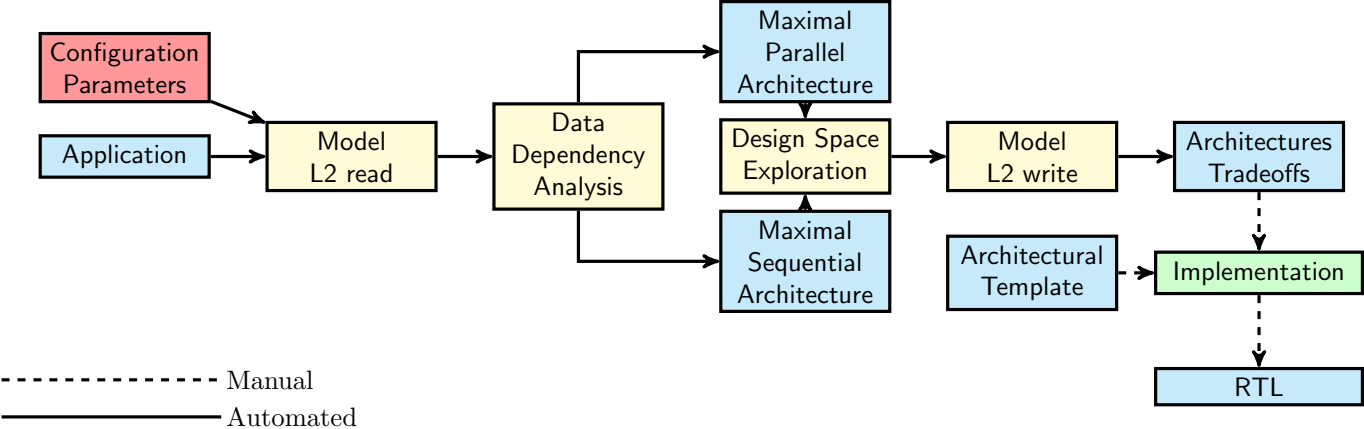 Configuration
Parameters
Application
Model
L2 read
Data
Dependency
Analysis
Maximal
Parallel
Architecture
Design Space
Exploration
Maximal
Sequential
Architecture
Model
L2 write
Architectures
Tradeoffs
Architectural
Template
Implementation
RTL
Manual
Automated